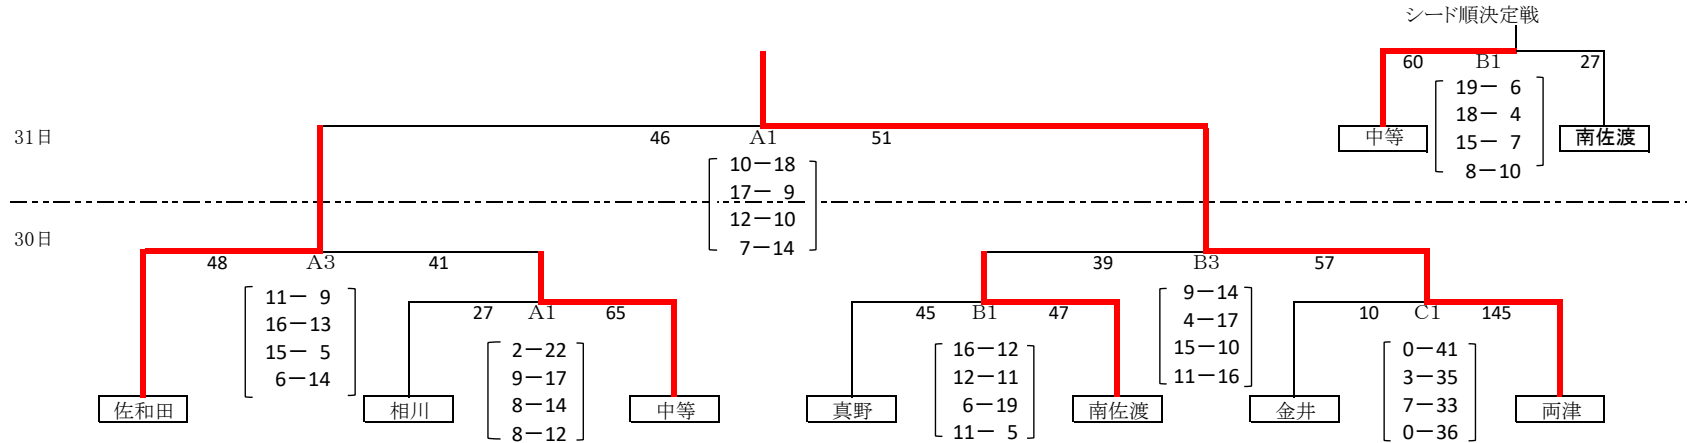 シード順決定戦
60 B1 27
19— 6
18— 4
15— 7
8—10
中等 南佐渡
31日
46 A1 51
10—18
17— 9
12—10
7—14
30日
48 A3 41
11— 9
16—13
15— 5
6—14
39 B3 57
9—14
4—17
15—10
11—16
27 A1 65
2—22
9—17
8—14
8—12
45 B1 47
16—12
12—11
6—19
11— 5
10 C1 145
0—41
3—35
7—33
0—36
佐和田 相川 中等 真野 南佐渡 金井 両津